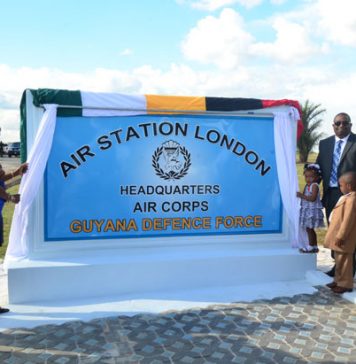 AIR STATION LONDON
HEADQUARTERS
AIR CORPS
GUYANA DEFENCE FORCE